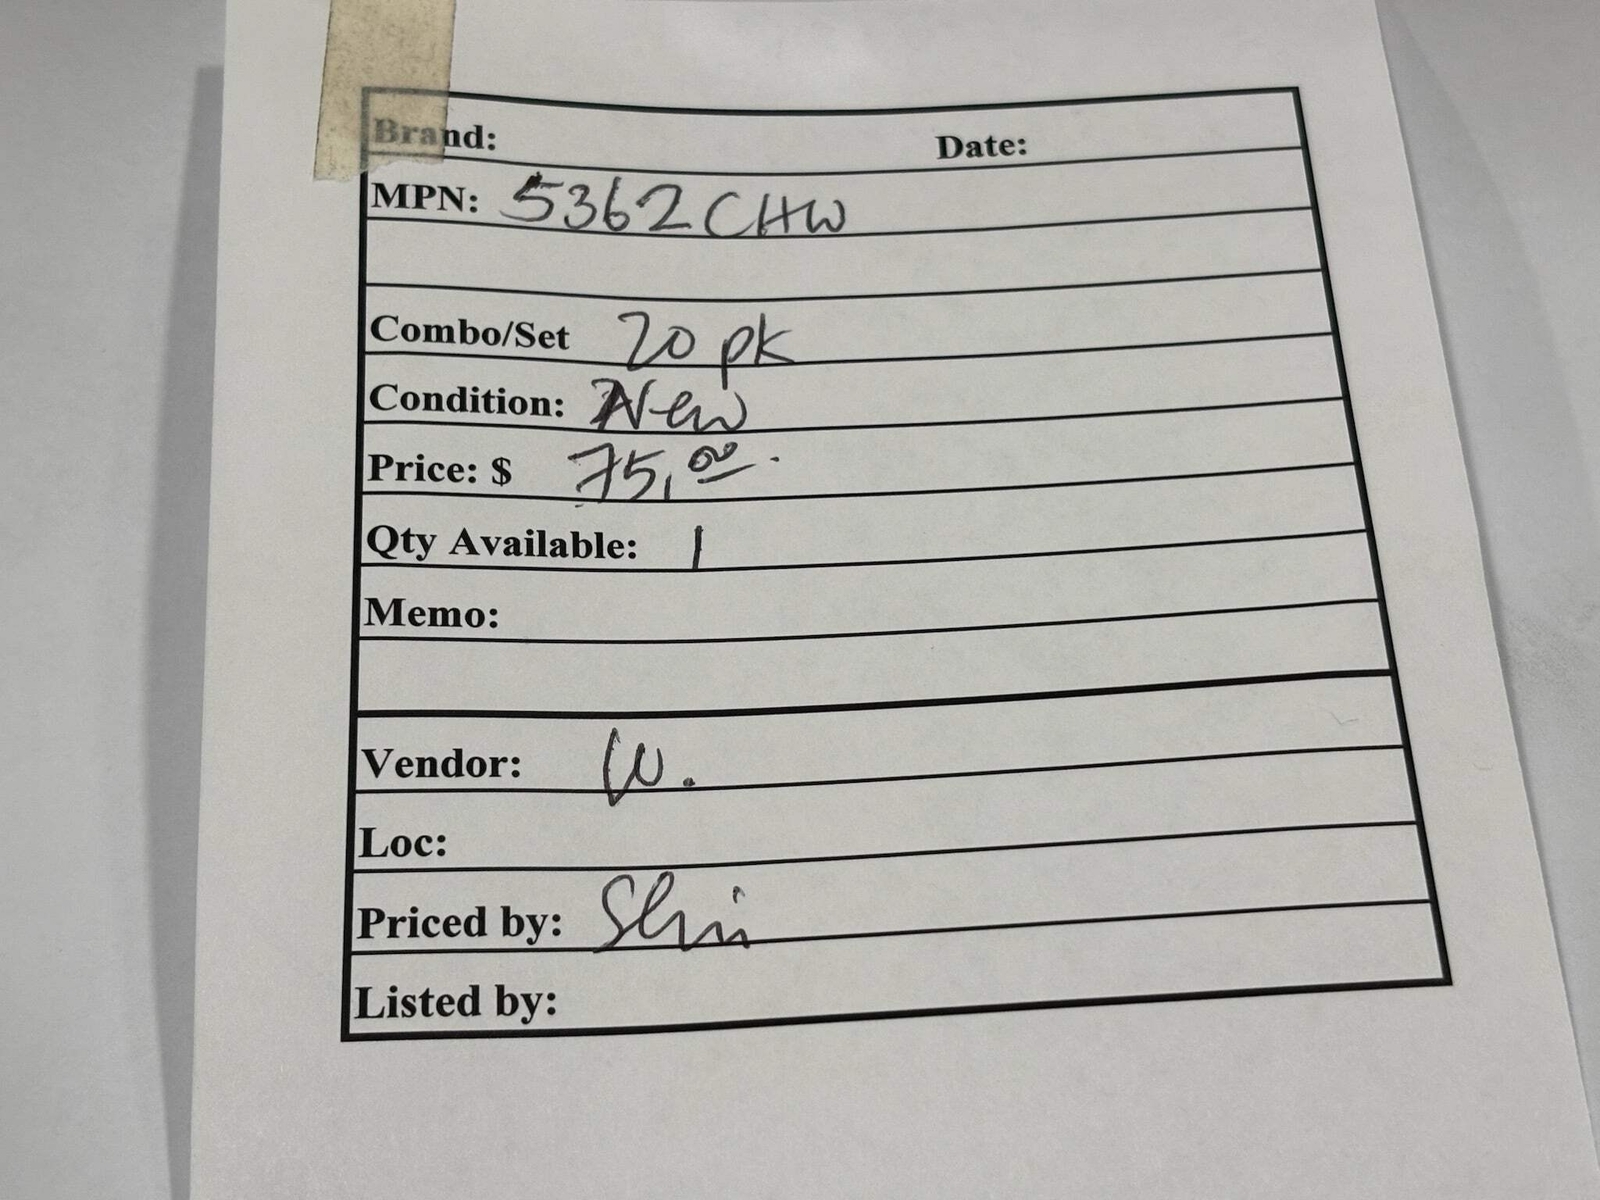 Brand: Date:
MPN: 5362CHW
Combo/Set 20 pk
Condition: New
Price: $ 75,00.
Qty Available: 1
Memo:
Vendor: W.
Loc:
Priced by:
Listed by: